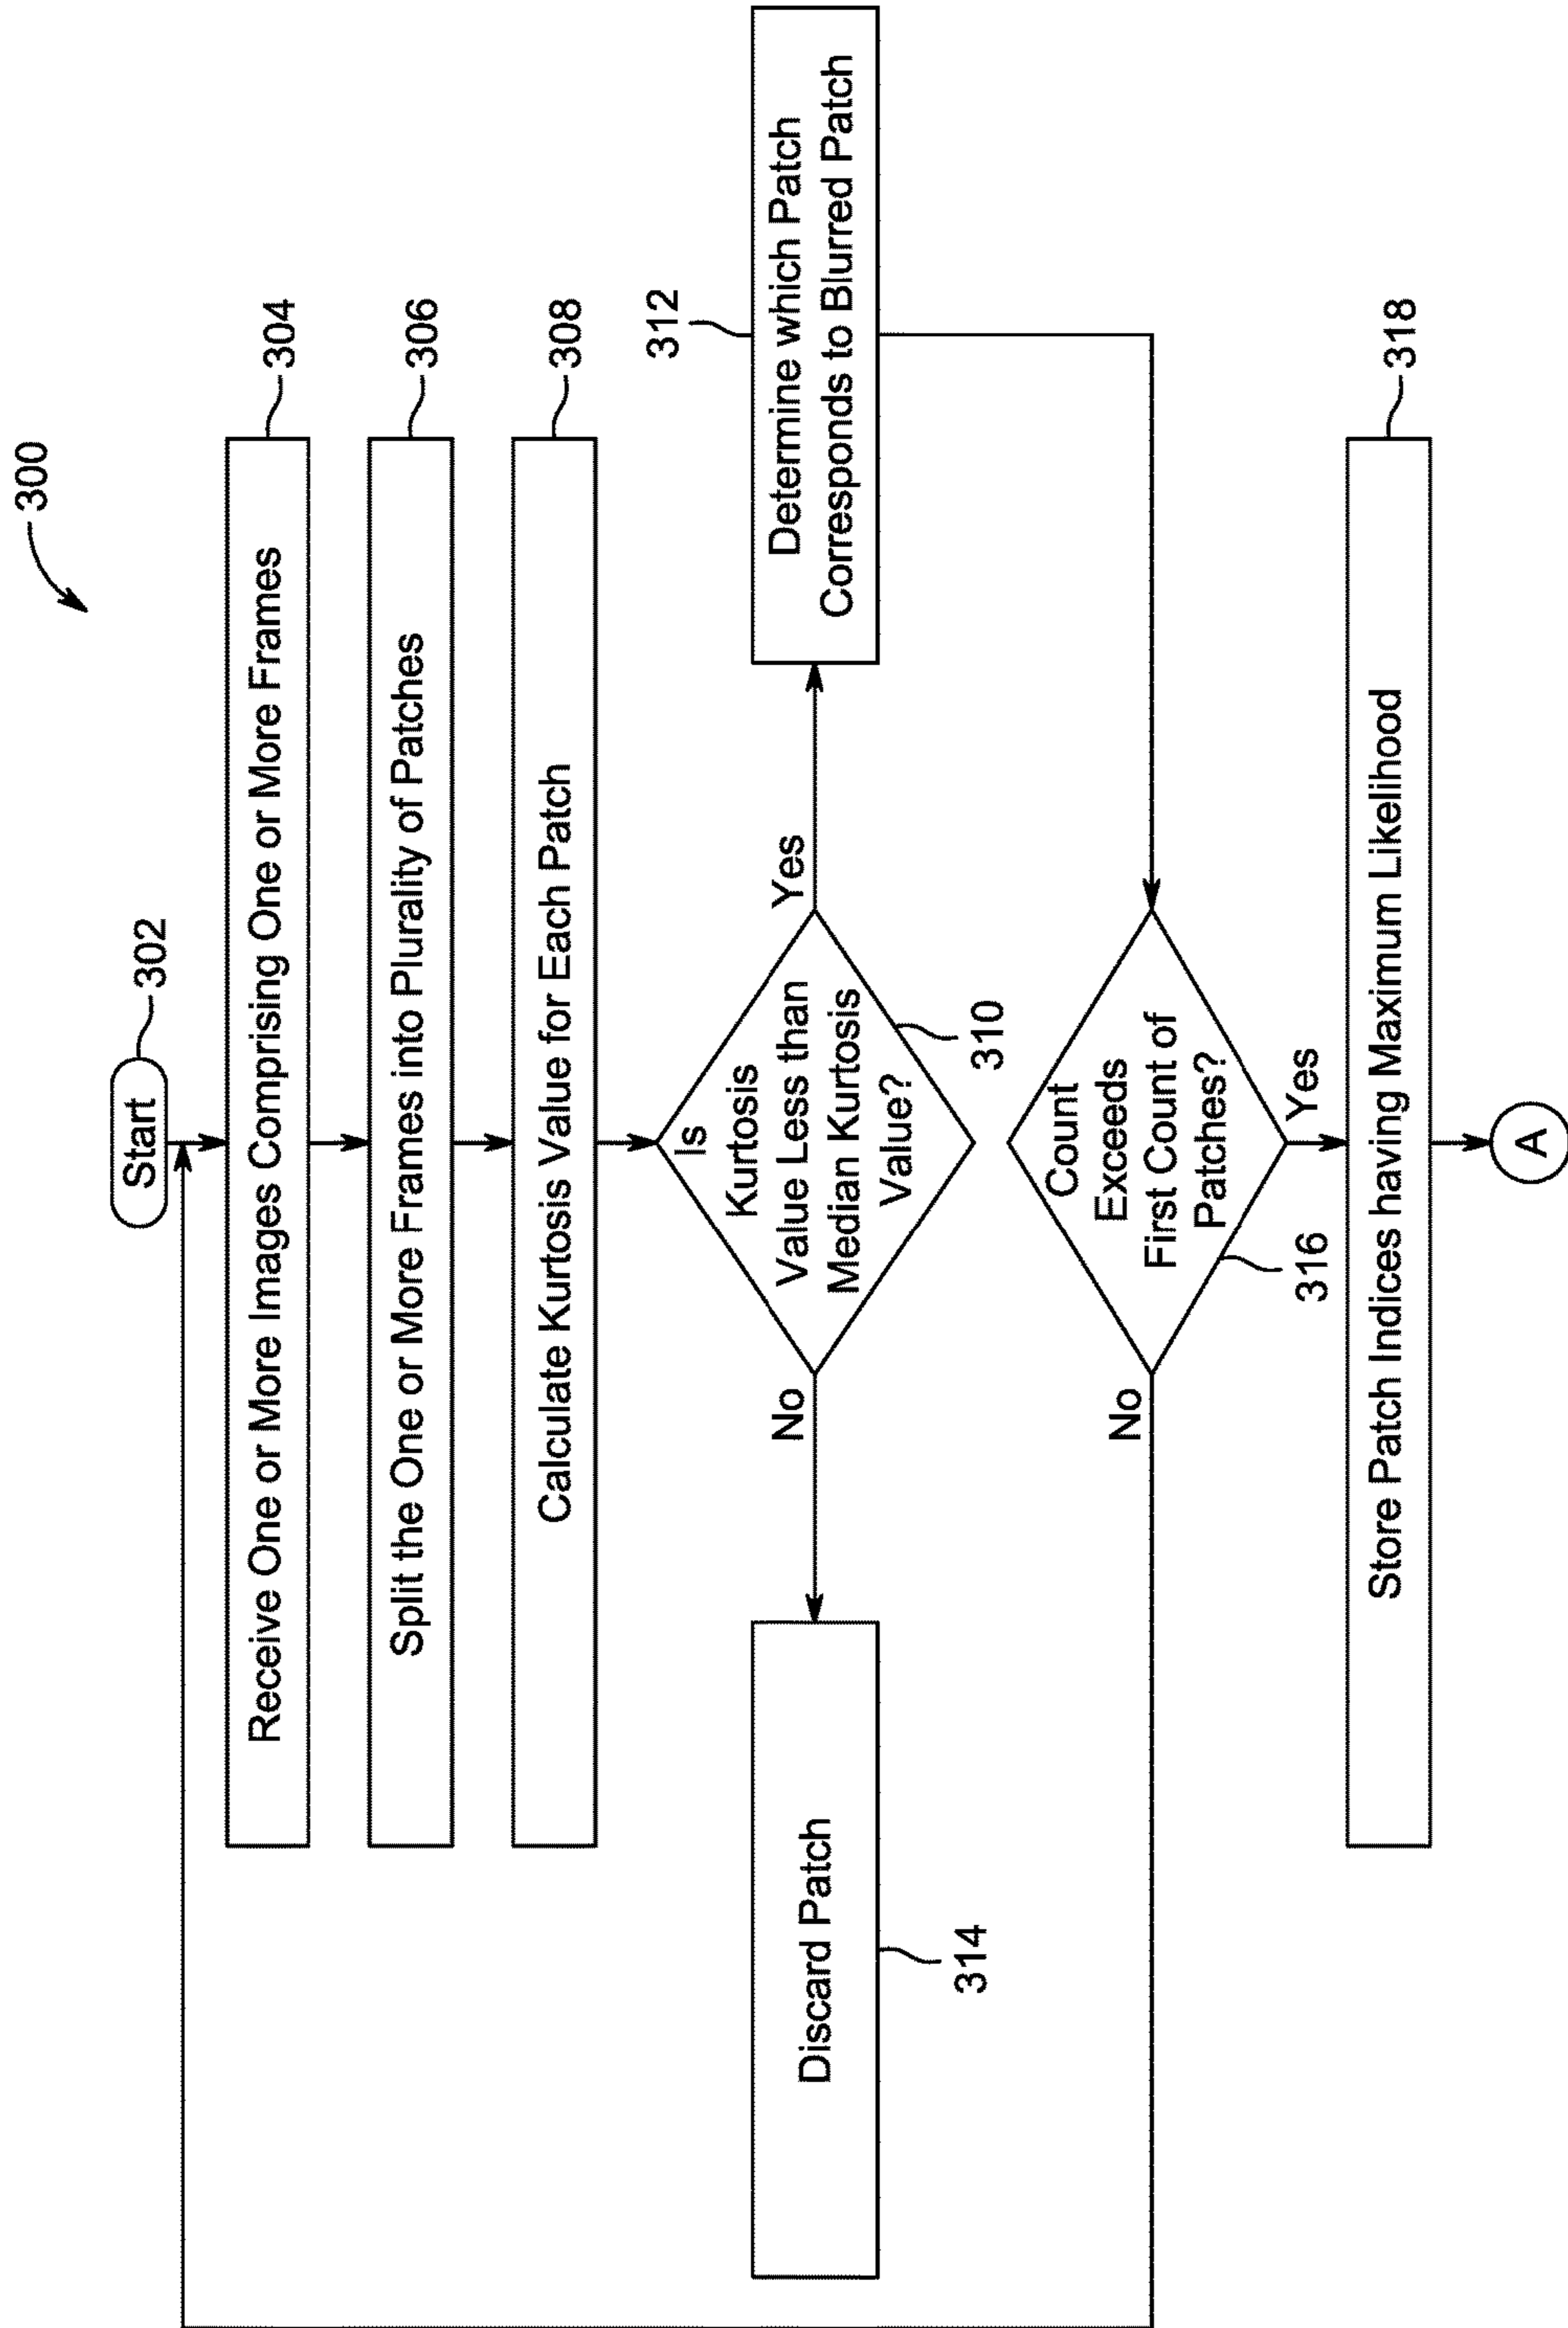 300
Start
302
Receive One or More Images Comprising One or More Frames
304
Split the One or More Frames into Plurality of Patches
306
Calculate Kurtosis Value for Each Patch
308
Is
Kurtosis
Value Less than
Median Kurtosis
Value?
310
No
Yes
Discard Patch
314
Determine which Patch
Corresponds to Blurred Patch
312
Count
Exceeds
First Count of
Patches?
316
No
Yes
Store Patch Indices having Maximum Likelihood
318
A